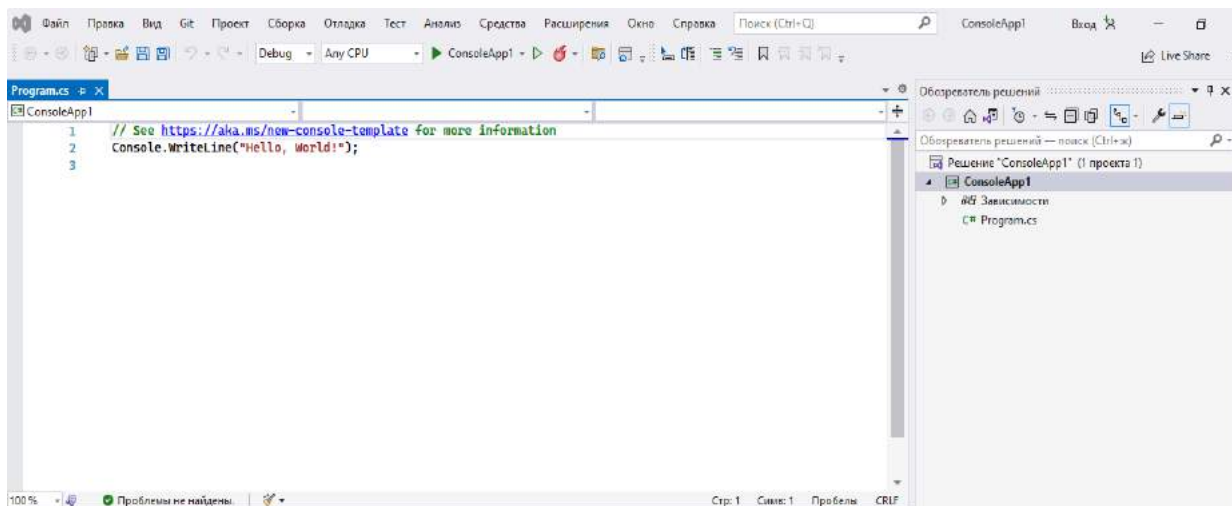 Файл Правка Вид Git Проект Сборка Отладка Тест Анализ Средства Расширения Окно Справка Поиск (Ctrl+Q) ConsoleApp1 Вход
Debug Any CPU ConsoleApp1 Live Share
Program.cs
ConsoleApp1
1 // See https://aka.ms/new-console-template for more information
2 Console.WriteLine("Hello, World!");
3
100 % Проблемы не найдены. Стр: 1 Симв: 1 Пробелы CRLF
Обозреватель решений
Обозреватель решений — поиск (Ctrl+ж)
Решение "ConsoleApp1" (1 проекта 1)
ConsoleApp1
Зависимости
C# Program.cs